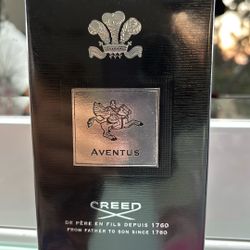 AVENTUS
CREED
DE PÈRE EN FILS DEPUIS 1760
FROM FATHER TO SON SINCE 1760